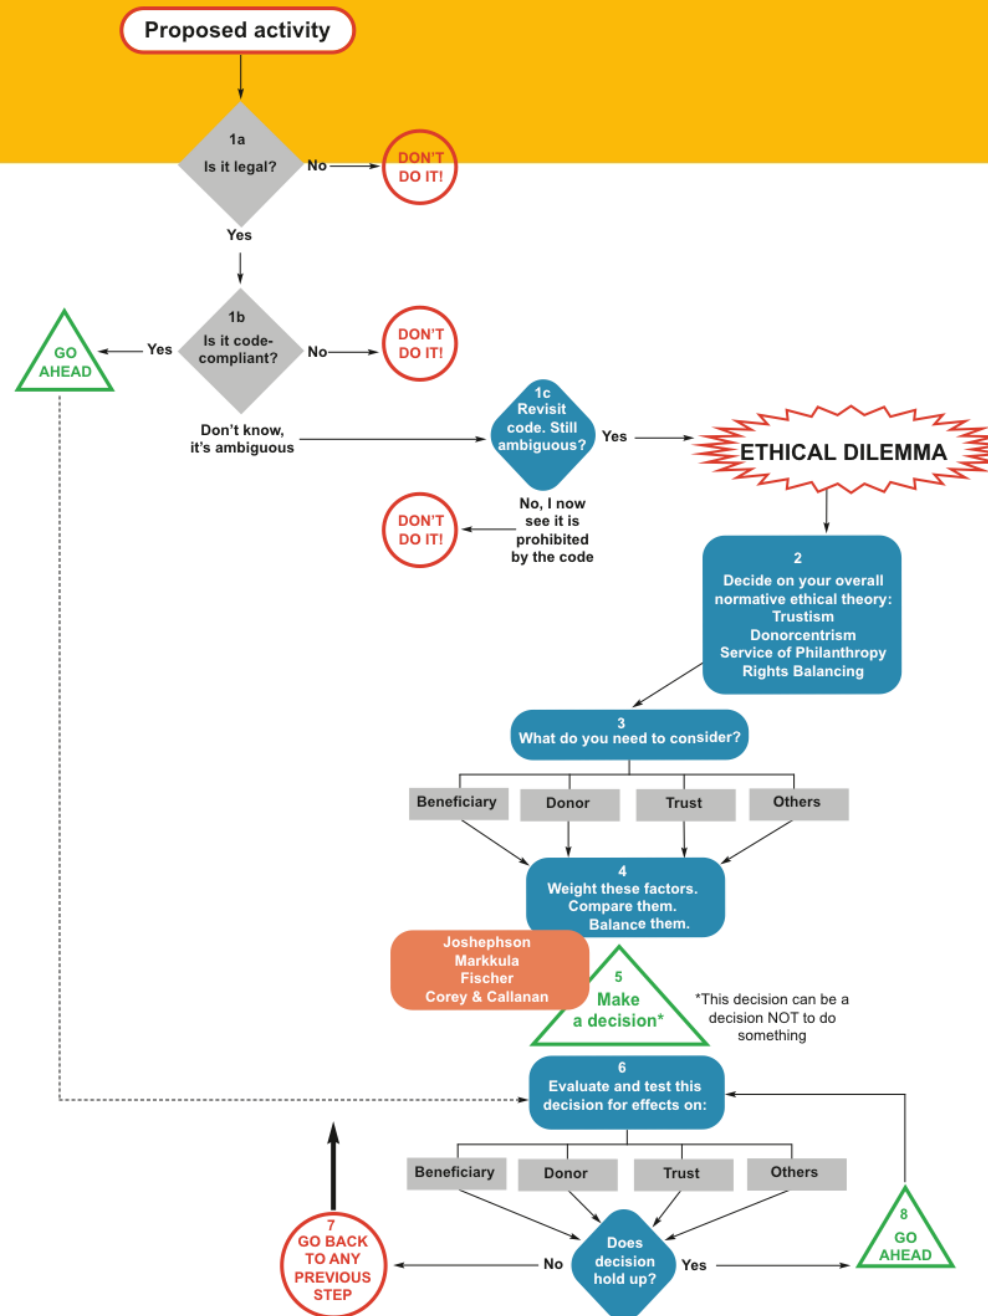 Proposed activity
1a
Is it legal?
No
DON'T
DO IT!
Yes
1b
Is it code-
compliant?
Yes
GO
AHEAD
No
DON'T
DO IT!
Don't know,
it's ambiguous
1c
Revisit
code. Still
ambiguous?
Yes
ETHICAL DILEMMA
No, I now
see it is
prohibited
by the code
DON'T
DO IT!
2
Decide on your overall
normative ethical theory:
Trustism
Donorcentrism
Service of Philanthropy
Rights Balancing
3
What do you need to consider?
Beneficiary
Donor
Trust
Others
4
Weight these factors.
Compare them.
Balance them.
Joshephson
Markkula
Fischer
Corey & Callanan
5
Make
a decision*
*This decision can be a
decision NOT to do
something
6
Evaluate and test this
decision for effects on:
Beneficiary
Donor
Trust
Others
Does
decision
hold up?
No
7
GO BACK
TO ANY
PREVIOUS
STEP
Yes
8
GO
AHEAD